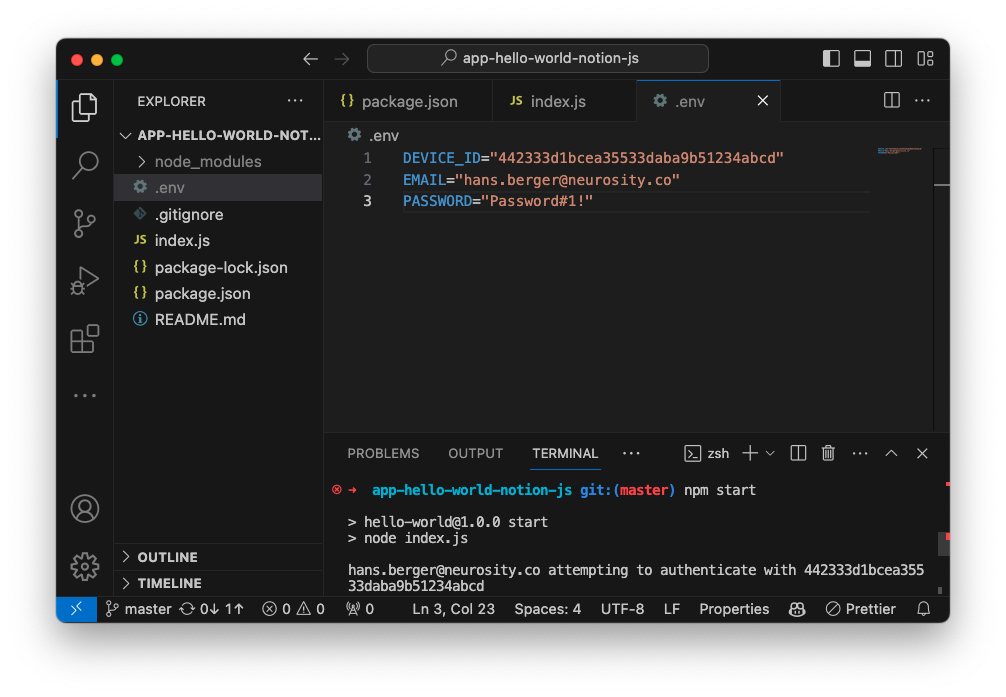 app-hello-world-notion-js
EXPLORER
APP-HELLO-WORLD-NOT...
node_modules
.env
.gitignore
JS index.js
{} package-lock.json
{} package.json
README.md
OUTLINE
TIMELINE
{} package.json
JS index.js
.env
.env
1 DEVICE_ID="442333d1bcea35533daba9b51234abcd"
2 EMAIL="hans.berger@neurosity.co"
3 PASSWORD="Password#1!"
PROBLEMS OUTPUT TERMINAL ... zsh
app-hello-world-notion-js git:(master) npm start
> hello-world@1.0.0 start
> node index.js
hans.berger@neurosity.co attempting to authenticate with 442333d1bcea355
33daba9b51234abcd
master 0↓ 1↑ 0 0 0 Ln 3, Col 23 Spaces: 4 UTF-8 LF Properties Prettier